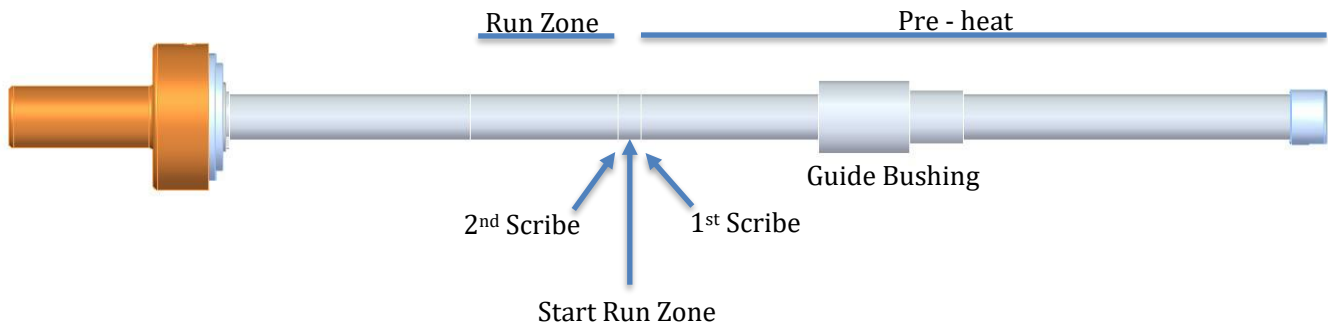 Run Zone
Pre - heat
Guide Bushing
2nd Scribe
1st Scribe
Start Run Zone